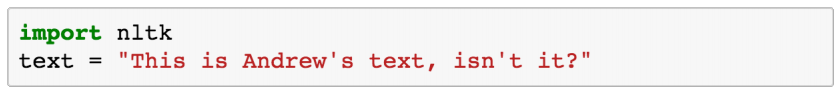 import nltk
text = "This is Andrew's text, isn't it?"